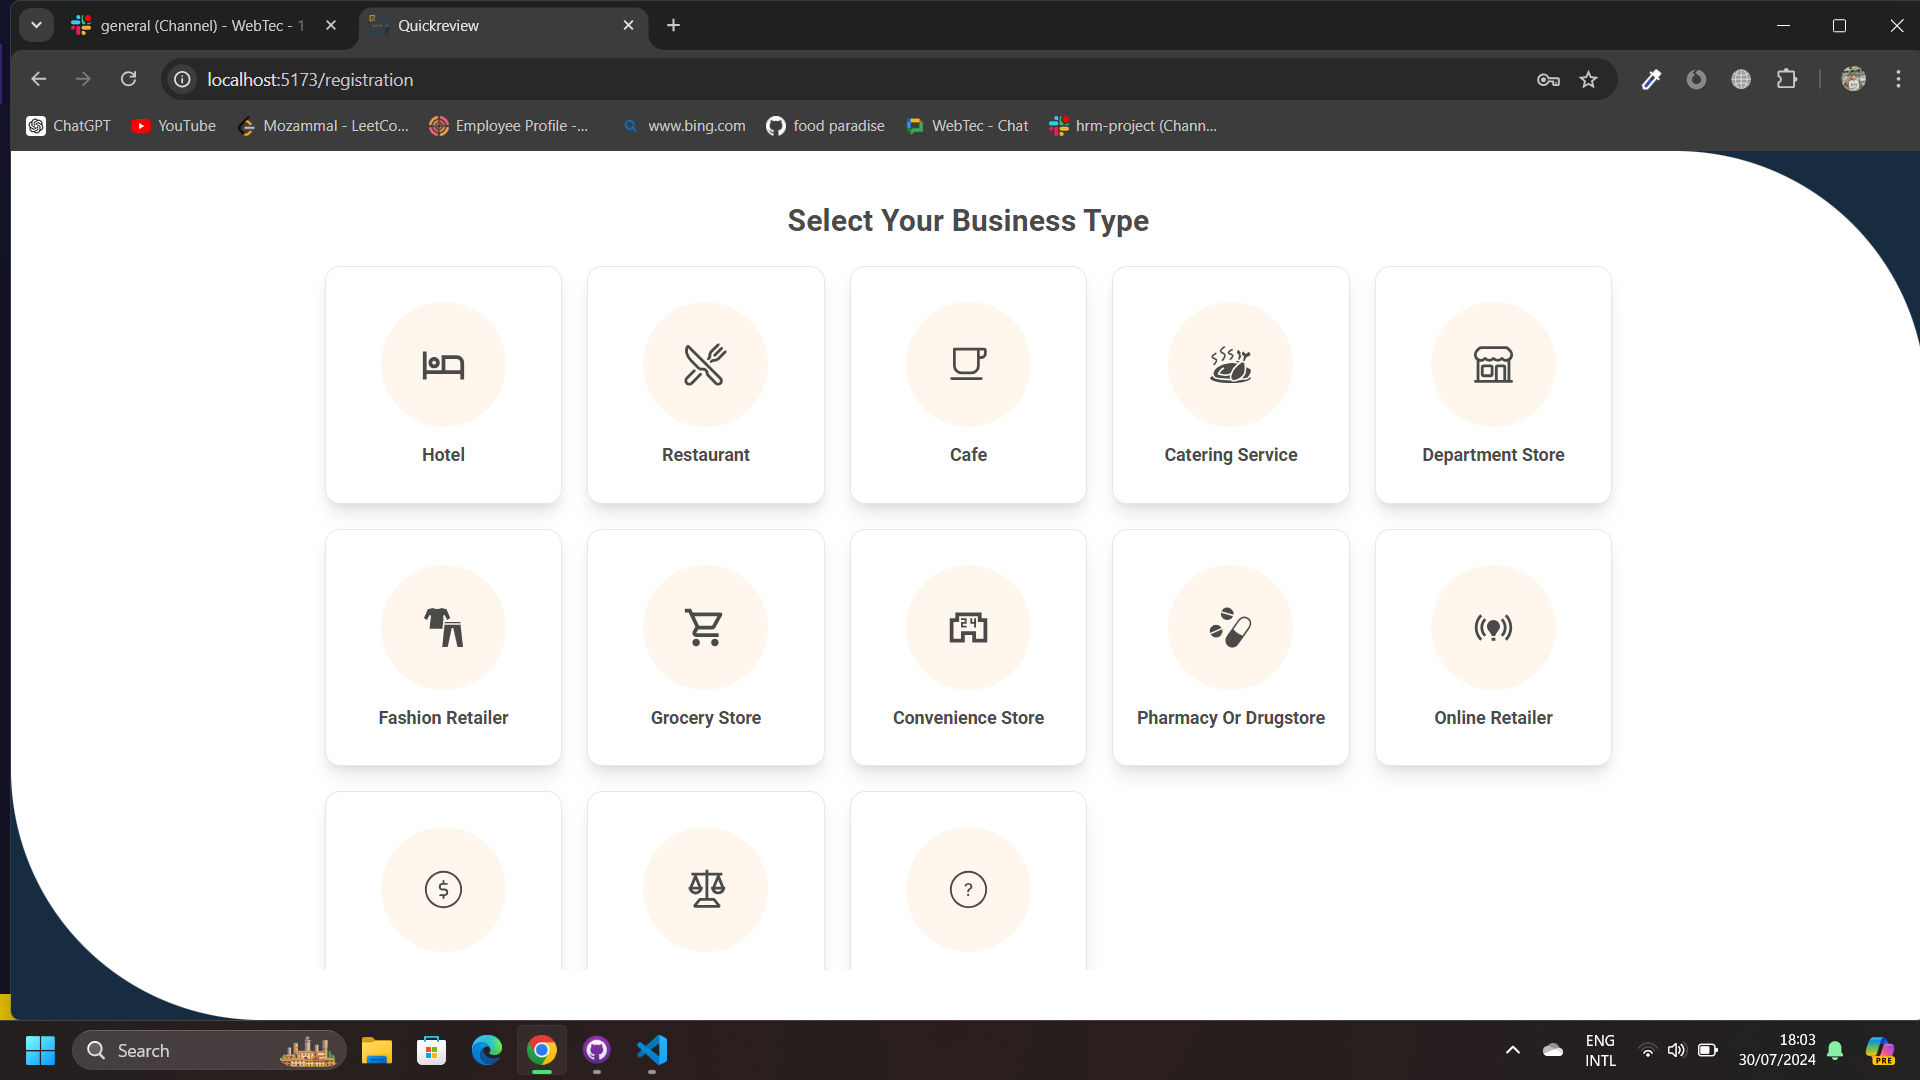 general (Channel) - WebTec - 1
Quickreview
localhost:5173/registration
ChatGPT
YouTube
Mozammal - LeetCo...
Employee Profile -...
www.bing.com
food paradise
WebTec - Chat
hrm-project (Chann...
Select Your Business Type
Hotel
Restaurant
Cafe
Catering Service
Department Store
24
Fashion Retailer
Grocery Store
Convenience Store
Pharmacy Or Drugstore
Online Retailer
$
?
Search
ENG
INTL
18:03
30/07/2024
PRE